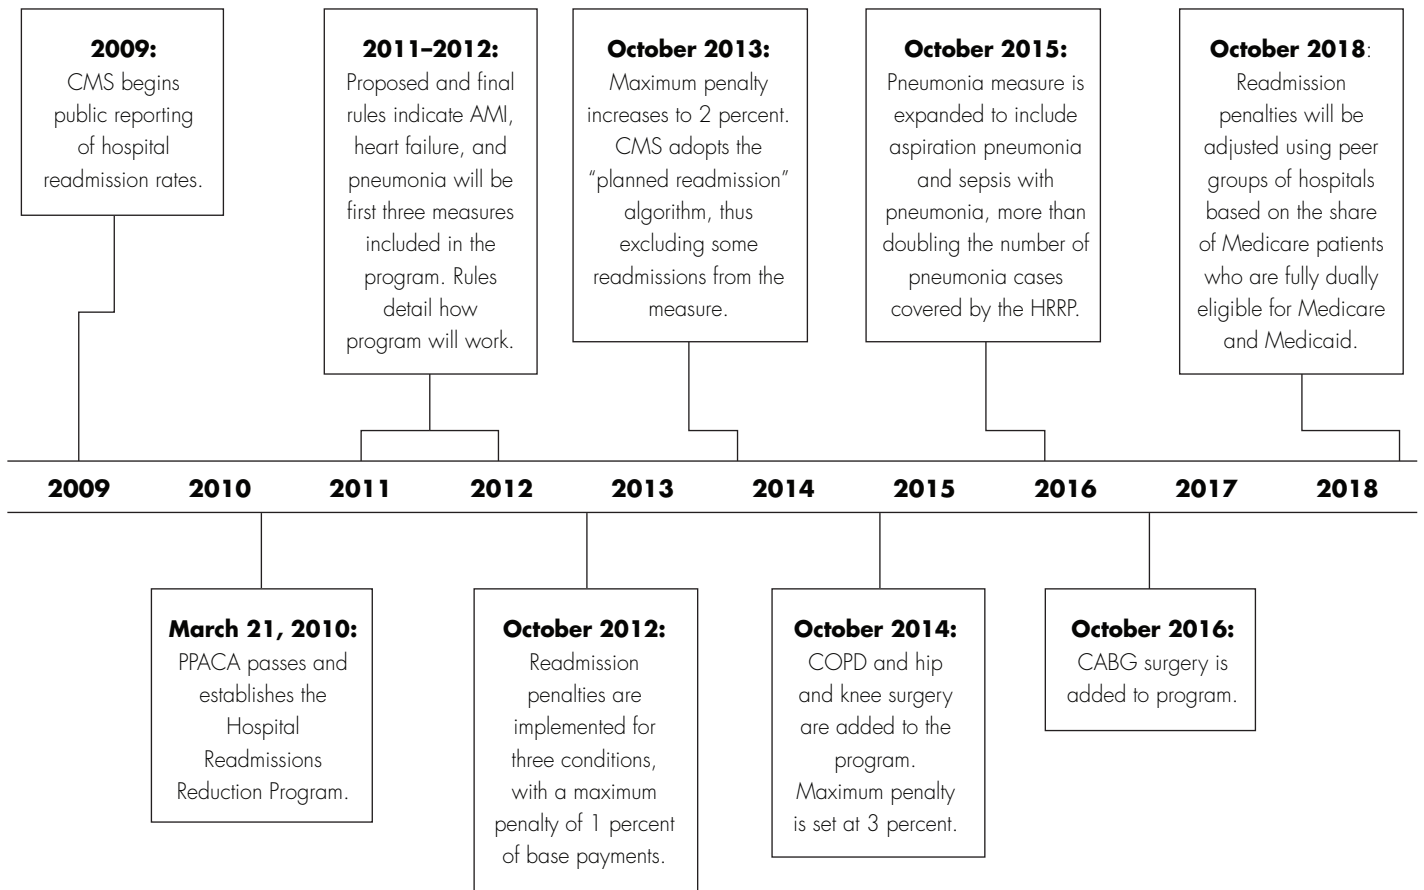 2009:
CMS begins
public reporting
of hospital
readmission rates.
2011–2012:
Proposed and final
rules indicate AMI,
heart failure, and
pneumonia will be
first three measures
included in the
program. Rules
detail how
program will work.
October 2013:
Maximum penalty
increases to 2 percent.
CMS adopts the
“planned readmission”
algorithm, thus
excluding some
readmissions from the
measure.
October 2015:
Pneumonia measure is
expanded to include
aspiration pneumonia
and sepsis with
pneumonia, more than
doubling the number of
pneumonia cases
covered by the HRRP.
October 2018:
Readmission
penalties will be
adjusted using peer
groups of hospitals
based on the share
of Medicare patients
who are fully dually
eligible for Medicare
and Medicaid.
2009 2010 2011 2012 2013 2014 2015 2016 2017 2018
March 21, 2010:
PPACA passes and
establishes the
Hospital
Readmissions
Reduction Program.
October 2012:
Readmission
penalties are
implemented for
three conditions,
with a maximum
penalty of 1 percent
of base payments.
October 2014:
COPD and hip
and knee surgery
are added to the
program.
Maximum penalty
is set at 3 percent.
October 2016:
CABG surgery is
added to program.